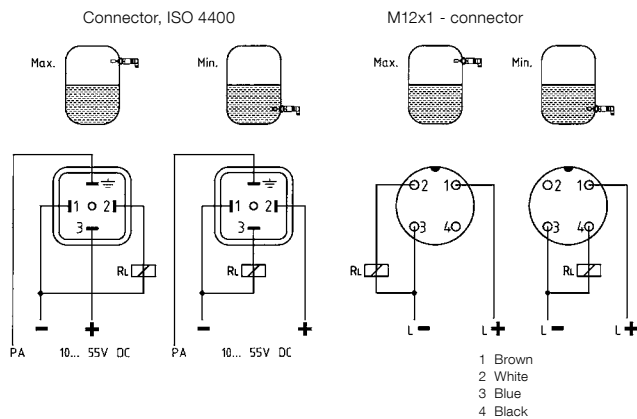 Connector, ISO 4400
M12x1 - connector
Max.
Min.
Max.
Min.
1 2
3
RL
1 2
3
RL
2 1
3 4
RL
2 1
3 4
RL
PA 10... 55V DC
PA 10... 55V DC
L
L
L
L
1 Brown
2 White
3 Blue
4 Black